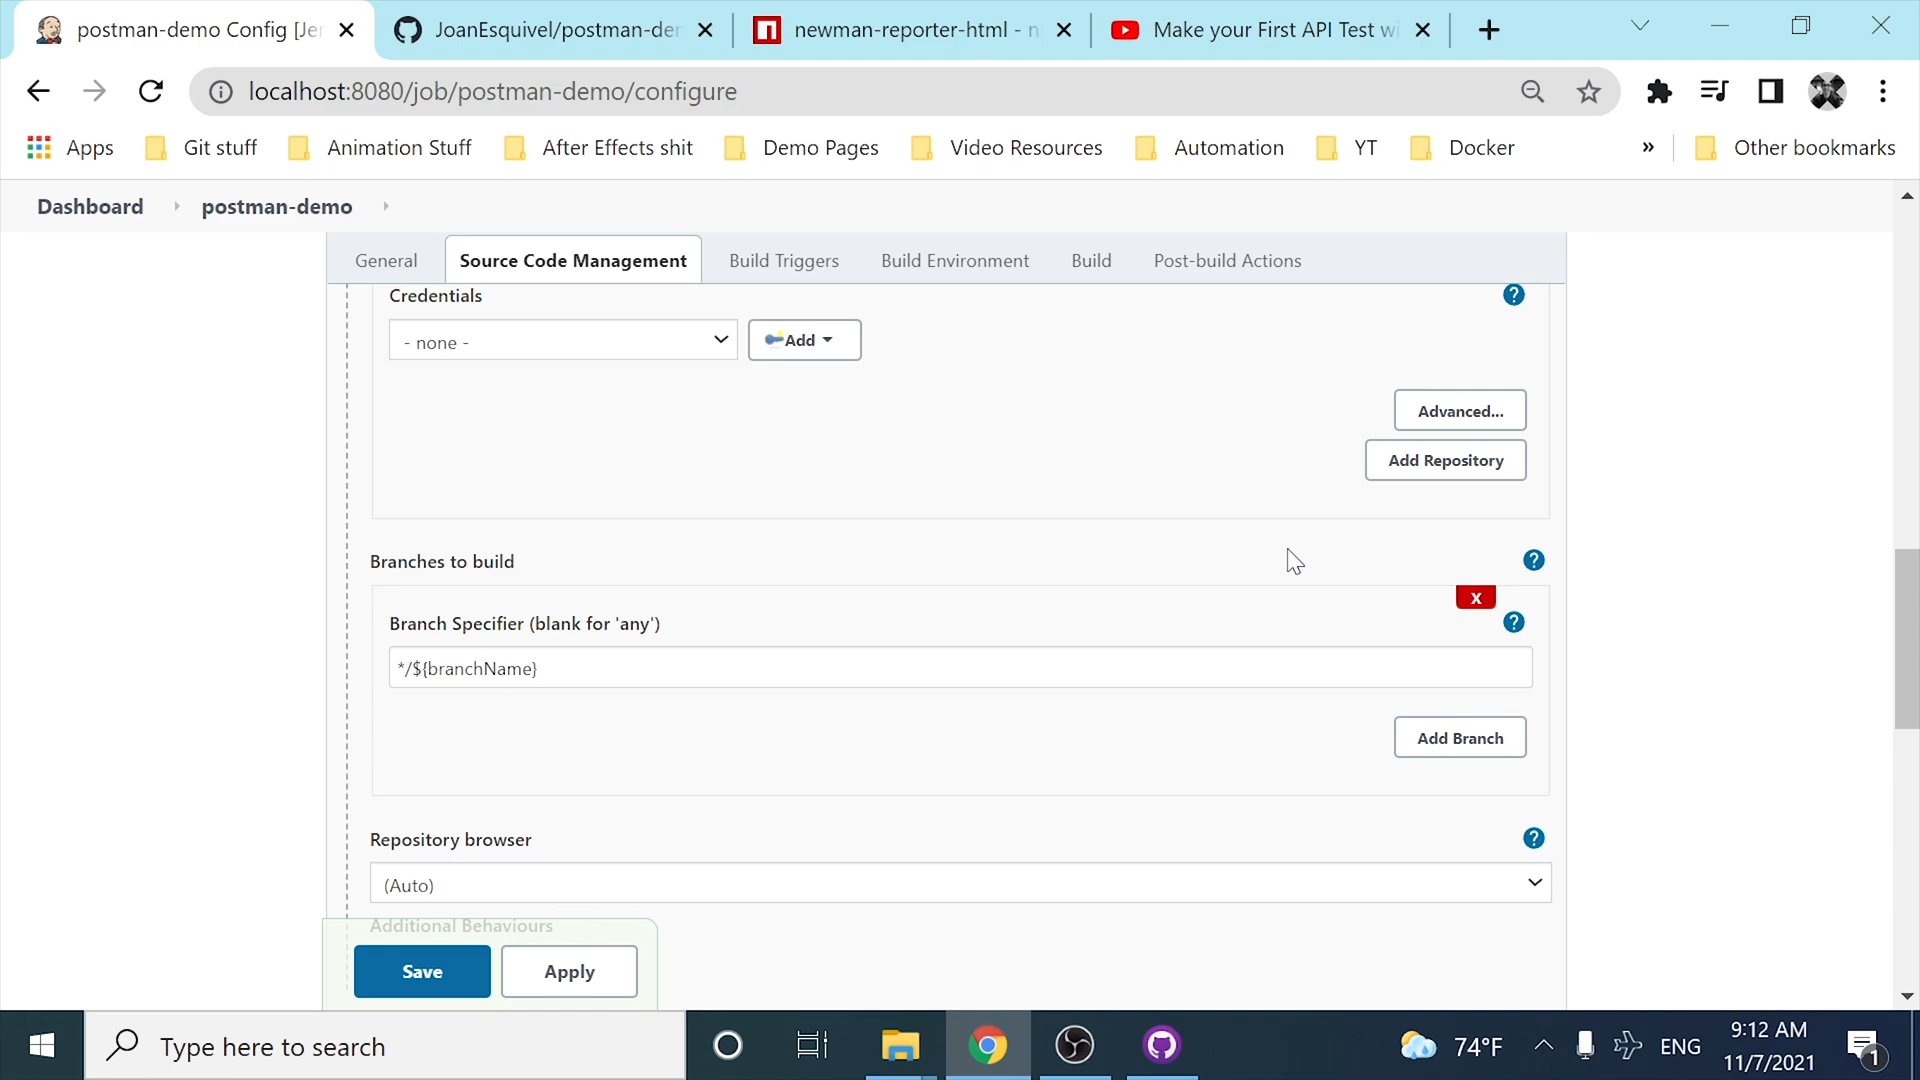 postman-demo Config [Je
JoanEsquivel/postman-de
newman-reporter-html - n
Make your First API Test wi
localhost:8080/job/postman-demo/configure
Apps
Git stuff
Animation Stuff
After Effects shit
Demo Pages
Video Resources
Automation
YT
Docker
»
Other bookmarks
Dashboard
postman-demo
General
Source Code Management
Build Triggers
Build Environment
Build
Post-build Actions
Credentials
?
- none -
Add
Advanced...
Add Repository
Branches to build
?
X
Branch Specifier (blank for 'any')
?
*/${branchName}
Add Branch
Repository browser
?
(Auto)
Additional Behaviours
Save
Apply
Type here to search
74°F
ENG
9:12 AM
11/7/2021
1